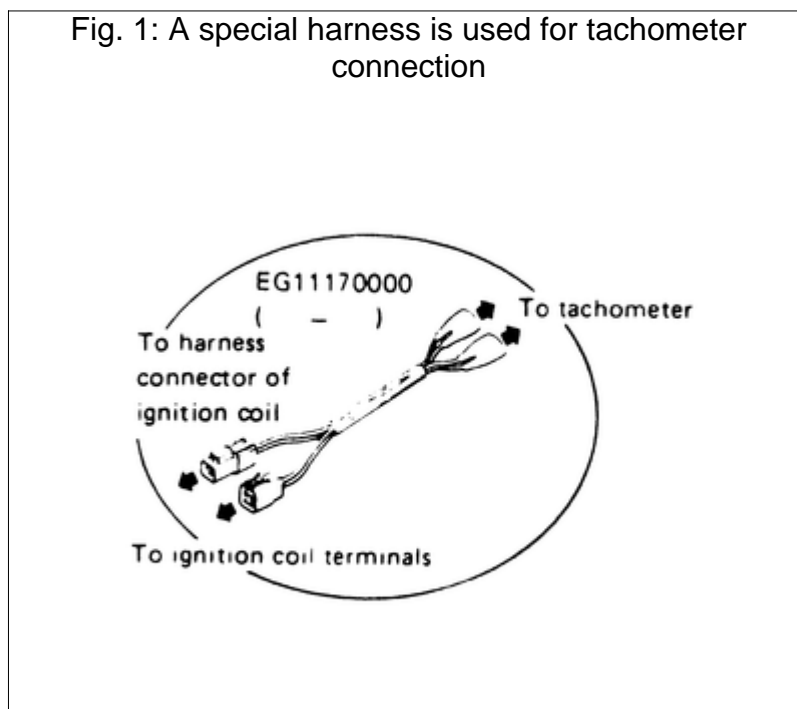 Fig. 1: A special harness is used for tachometer
connection
EG11170000
( – )
To tachometer
To harness
connector of
ignition coil
To ignition coil terminals